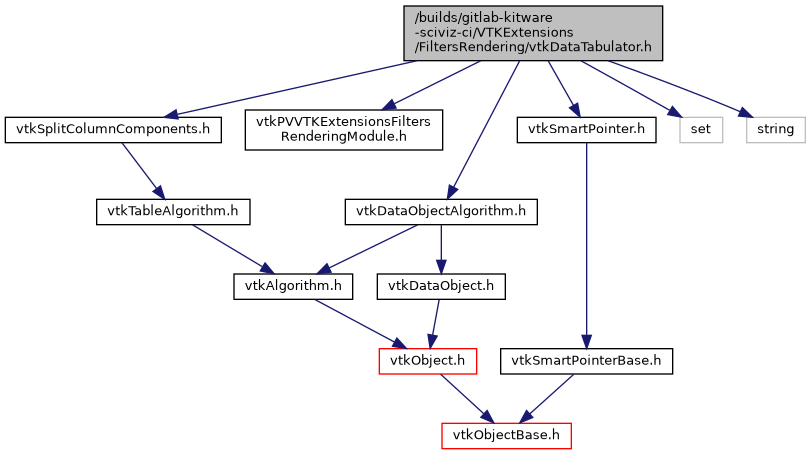 /builds/gitlab-kitware
-sciviz-ci/VTKExtensions
/FiltersRendering/vtkDataTabulator.h
vtkSplitColumnComponents.h
vtkPVVTKExtensionsFilters
RenderingModule.h
vtkSmartPointer.h
set
string
vtkTableAlgorithm.h
vtkDataObjectAlgorithm.h
vtkAlgorithm.h
vtkDataObject.h
vtkObject.h
vtkSmartPointerBase.h
vtkObjectBase.h